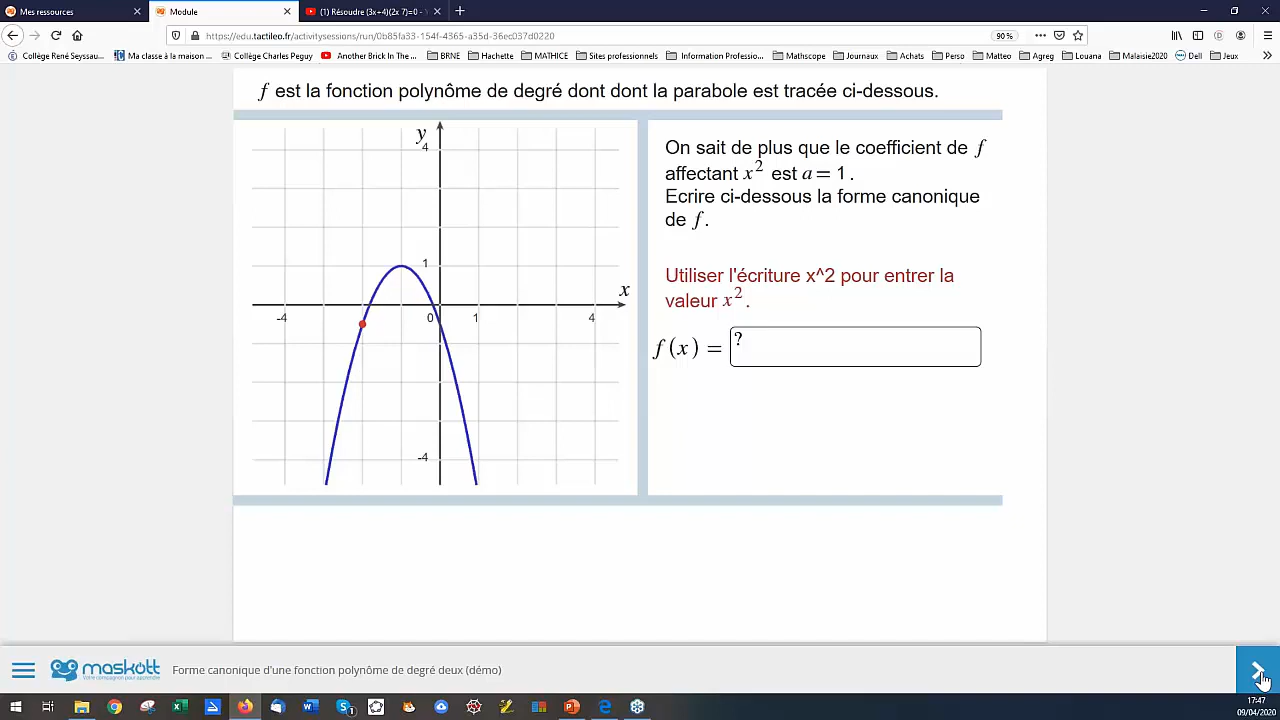 Mes ressources
Module
(1) Résoudre (3x+4)(2x 7)=0 -
https://edu.tactileo.fr/activitysessions/run/0b85fa33-154f-4365-a35d-36ec037d0220
90 %
Collège René Seyssau...
Ma classe à la maison ...
Collège Charles Peguy
Another Brick In The ...
BRNE
Hachette
MATHICE
Sites professionnels
Information Professio...
Mathscope
Journaux
Achats
Perso
Matteo
Agreg
Louana
Malaisie2020
Dell
Jeux
f est la fonction polynôme de degré dont dont la parabole est tracée ci-dessous.
y
4
1
x
-4
0
1
4
-4
On sait de plus que le coefficient de f
affectant x² est a = 1 .
Ecrire ci-dessous la forme canonique
de f .
Utiliser l'écriture x^2 pour entrer la
valeur x² .
f (x) = ?
maskott
Votre compagnon pour apprendre
Forme canonique d'une fonction polynôme de degré deux (démo)
17:47
09/04/2020